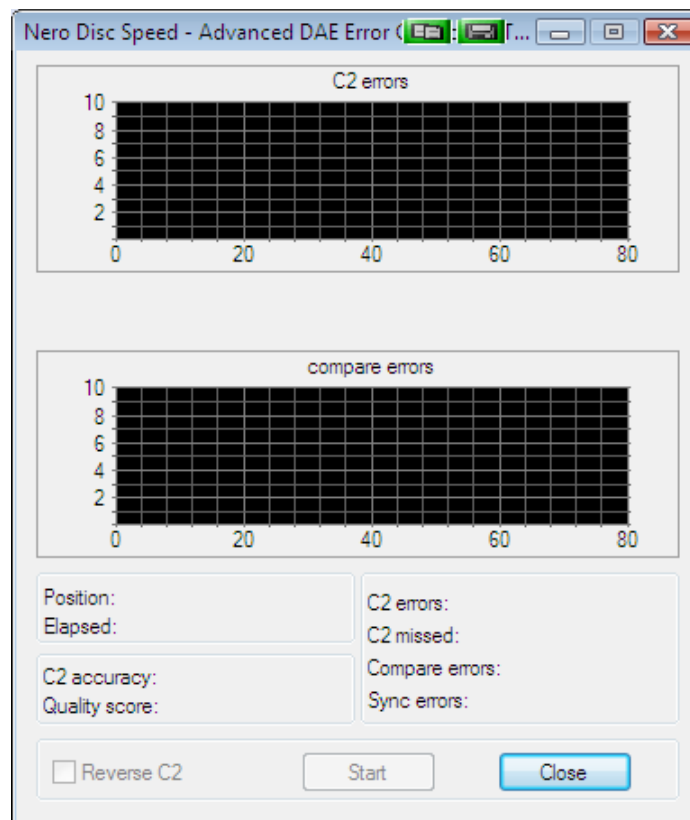 Nero Disc Speed - Advanced DAE Error
C2 errors
10
8
6
4
2
0 20 40 60 80
compare errors
10
8
6
4
2
0 20 40 60 80
Position:
Elapsed:
C2 errors:
C2 missed:
Compare errors:
Sync errors:
C2 accuracy:
Quality score:
Reverse C2 Start Close